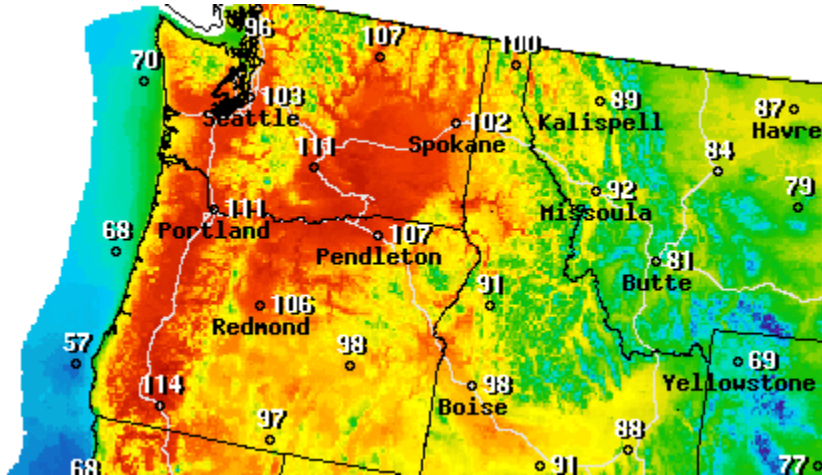 96
107
100
70
103
Seattle
89
Kalispell
87
Havre
102
Spokane
111
84
92
Missoula
79
111
Portland
68
107
Pendleton
81
Butte
106
Redmond
91
57
98
69
Yellowstone
114
98
Boise
97
88
68
91
77